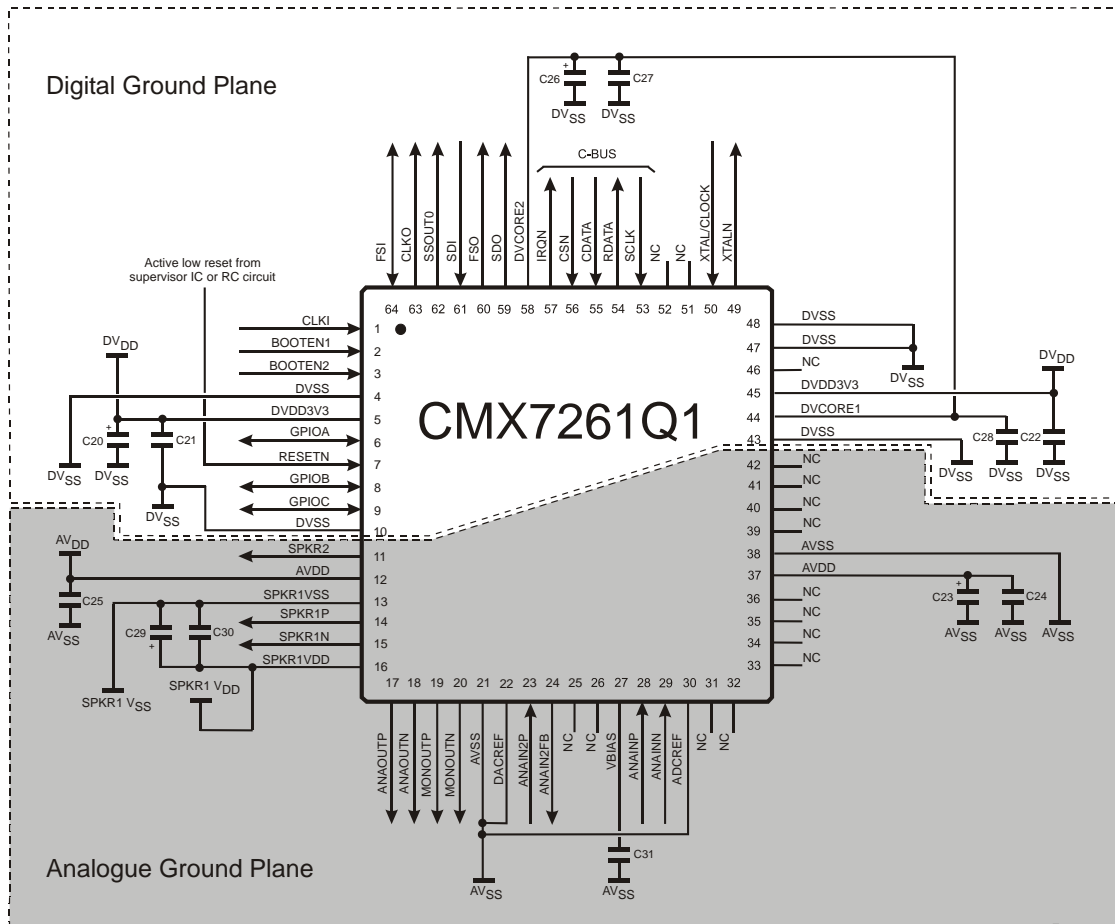 Digital Ground Plane
+
C26
C27
DVSS
DVSS
C-BUS
FSI
CLKO
SSOUT0
SDI
FSO
SDO
DVCORE2
IRQN
CSN
CDATA
RDATA
SCLK
NC
NC
XTAL/CLOCK
XTALN
Active low reset from
supervisor IC or RC circuit
64 63 62 61 60 59 58 57 56 55 54 53 52 51 50 49
CLKI 1
BOOTEN1 2
BOOTEN2 3
DVDD
DVSS 4
DVDD3V3 5
+
C20
C21
GPIOA 6
RESETN 7
GPIOB 8
GPIOC 9
DVSS 10
DVSS
DVSS
DVSS
CMX7261Q1
48 DVSS
47 DVSS
46 NC
DVSS
DVDD
45 DVDD3V3
44 DVCORE1
43 DVSS
C28
C22
DVSS
DVSS
DVSS
42 NC
41 NC
40 NC
39 NC
38 AVSS
37 AVDD
+
C23
C24
36 NC
35 NC
34 NC
33 NC
AVSS
AVSS
AVSS
SPKR2 11
AVDD
AVDD 12
C25
AVSS
SPKR1VSS 13
SPKR1P 14
SPKR1N 15
SPKR1VDD 16
C29
+
C30
SPKR1 VSS
SPKR1 VDD
17 18 19 20 21 22 23 24 25 26 27 28 29 30 31 32
ANAOUTP
ANAOUTN
MONOUTP
MONOUTN
AVSS
DACREF
ANAIN2P
ANAIN2FB
NC
NC
VBIAS
ANAINP
ANAINN
ADCREF
NC
NC
C31
AVSS
AVSS
Analogue Ground Plane